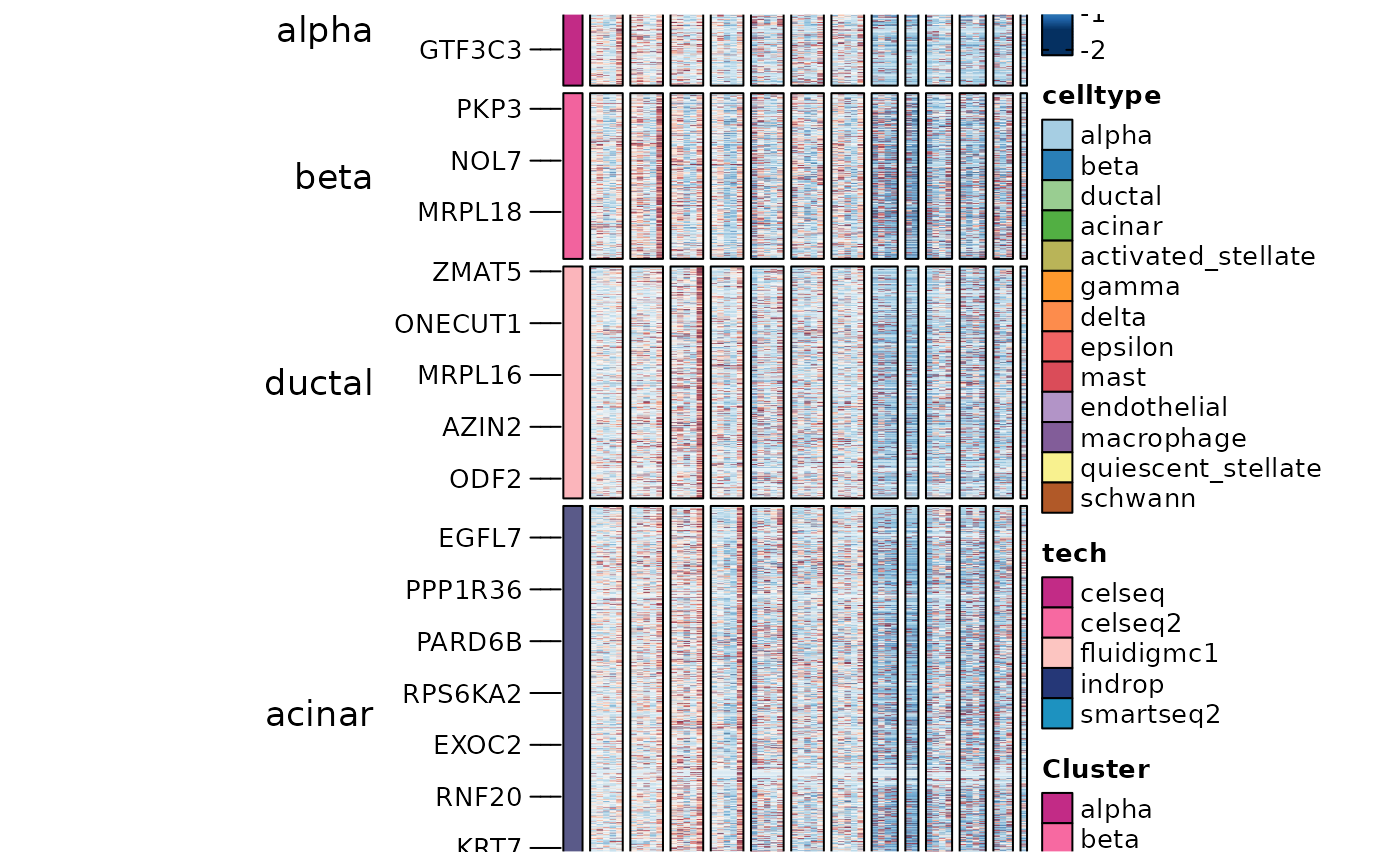 alpha
GTF3C3
PKP3
beta
NOL7
MRPL18
ZMAT5
ONECUT1
ductal
MRPL16
AZIN2
ODF2
EGFL7
PPP1R36
PARD6B
RPS6KA2
acinar
EXOC2
RNF20
KRT7
-1
-2
celltype
alpha
beta
ductal
acinar
activated_stellate
gamma
delta
epsilon
mast
endothelial
macrophage
quiescent_stellate
schwann
tech
celseq
celseq2
fluidigmc1
indrop
smartseq2
Cluster
alpha
beta